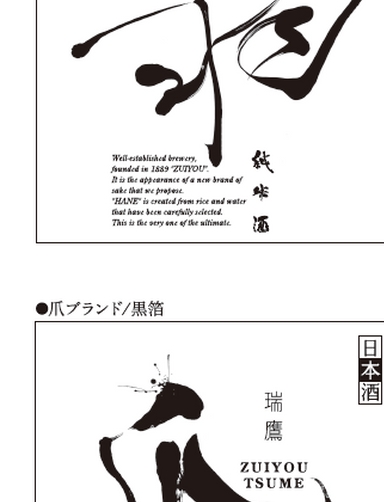 Well-established brewery,
founded in 1889 "ZUIYOU".
It is the appearance of a new brand of
sake that we propose.
"HANE" is created from rice and water
that have been carefully selected.
This is the very one of the ultimate.
純米酒
●爪ブランド/黒箔
日本酒
瑞鷹
ZUIYOU
TSUME